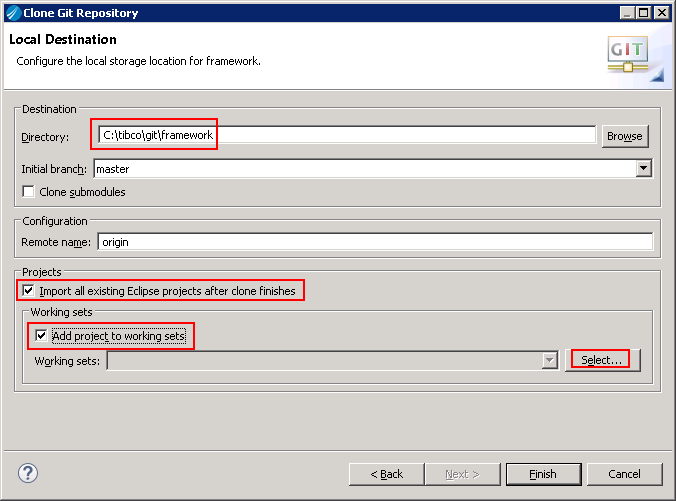 Clone Git Repository
Local Destination
Configure the local storage location for framework.
GIT
Destination
Directory: C:\tibco\git\framework Browse
Initial branch: master
Clone submodules
Configuration
Remote name: origin
Projects
Import all existing Eclipse projects after clone finishes
Working sets
Add project to working sets
Working sets: Select...
? < Back Next > Finish Cancel